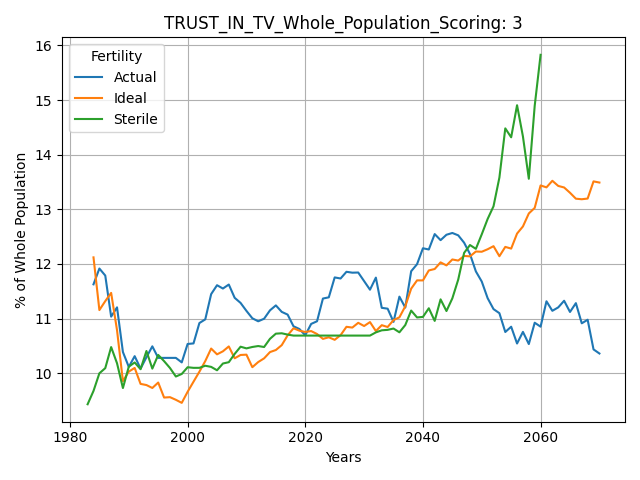 TRUST_IN_TV_Whole_Population_Scoring: 3
Fertility
Actual
Ideal
Sterile
% of Whole Population
16
15
14
13
12
11
10
1980
2000
2020
2040
2060
Years